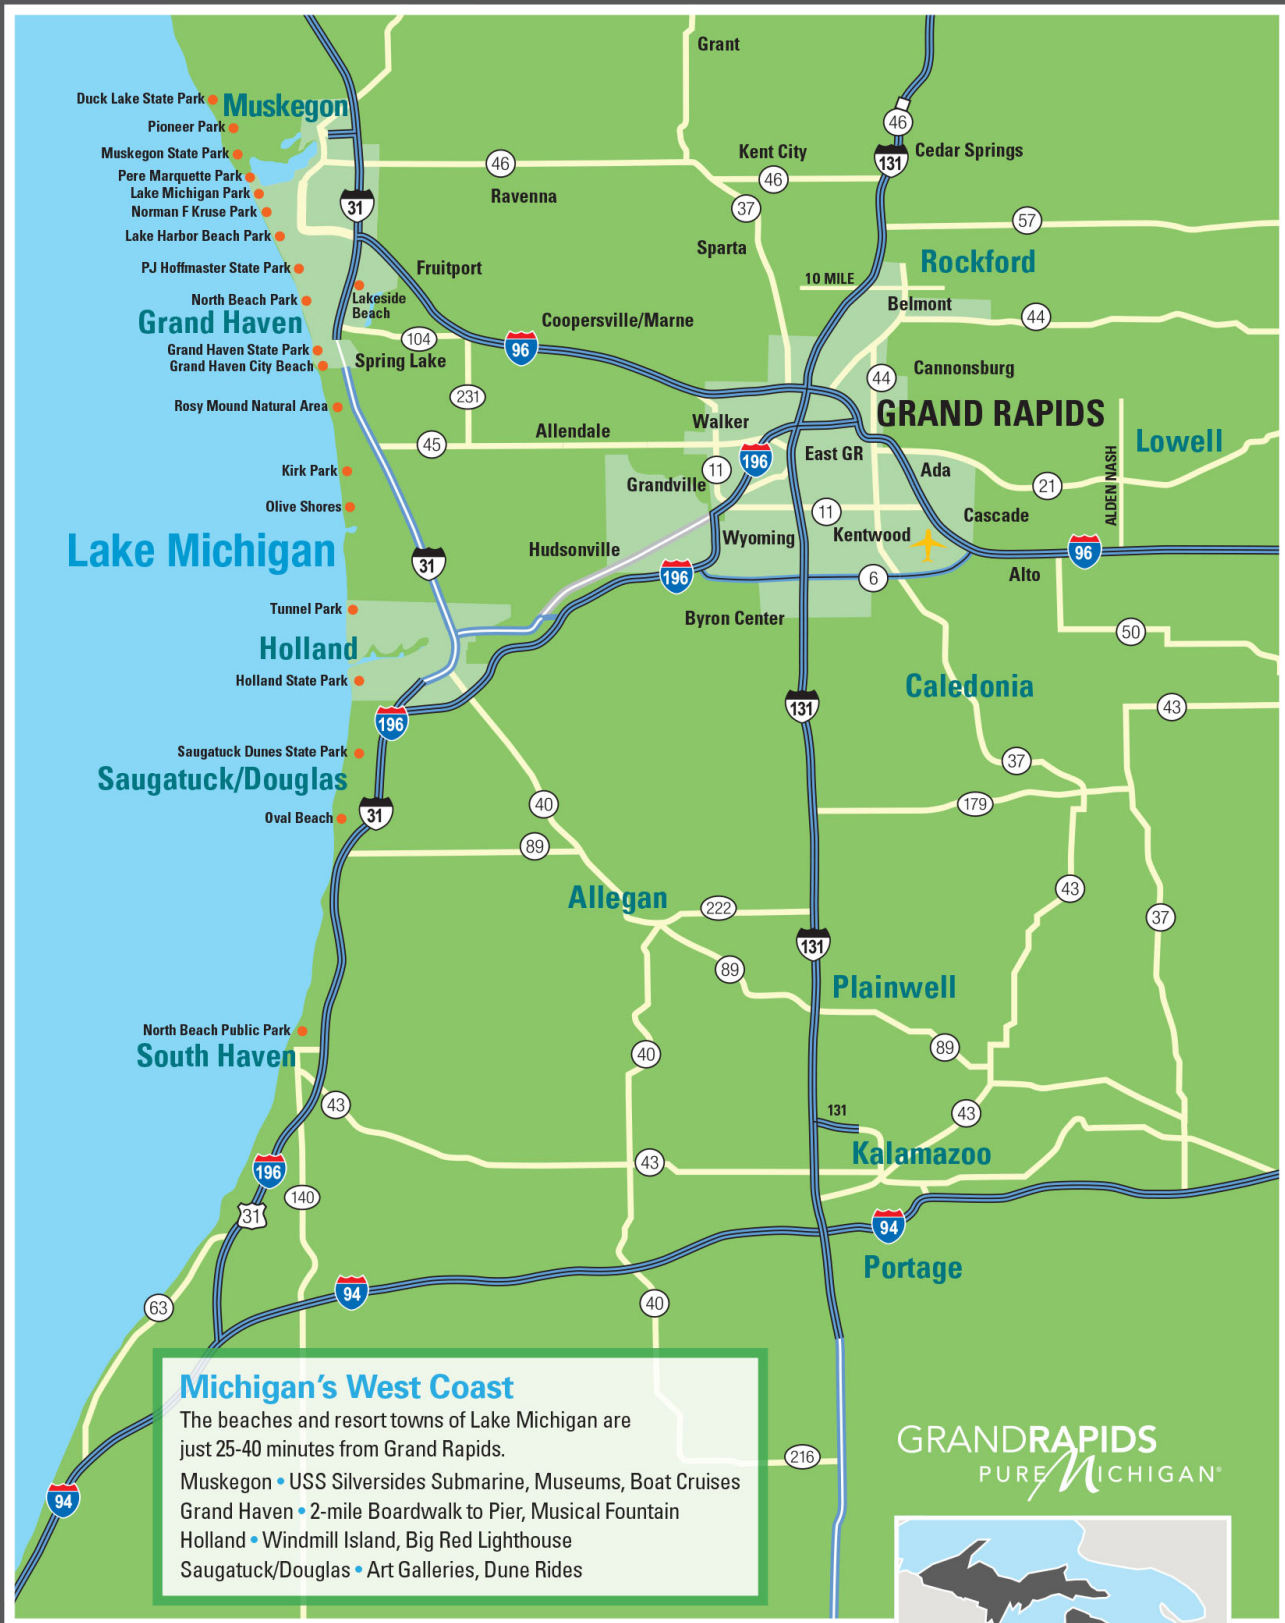 Grant
Duck Lake State Park
Muskegon
Pioneer Park
46
Muskegon State Park
Kent City
131
Cedar Springs
46
Pere Marquette Park
46
Lake Michigan Park
Ravenna
31
37
Norman F Kruse Park
57
Lake Harbor Beach Park
Sparta
Rockford
PJ Hoffmaster State Park
Fruitport
10 MILE
North Beach Park
Lakeside
Beach
Belmont
Grand Haven
Coopersville/Marne
44
104
96
Grand Haven State Park
Spring Lake
Grand Haven City Beach
Cannonsburg
44
231
Rosy Mound Natural Area
GRAND RAPIDS
Walker
Allendale
45
Lowell
East GR
196
Kirk Park
11
Ada
Grandville
21
ALDEN NASH
Olive Shores
11
Cascade
Kentwood
Wyoming
Lake Michigan
Hudsonville
96
31
196
6
Alto
Tunnel Park
Byron Center
50
Holland
Holland State Park
Caledonia
131
43
196
Saugatuck Dunes State Park
37
Saugatuck/Douglas
40
179
31
Oval Beach
89
43
Allegan
222
37
131
89
Plainwell
North Beach Public Park
89
South Haven
40
43
131
43
Kalamazoo
43
196
140
31
94
Portage
94
40
63
Michigan's West Coast
The beaches and resort towns of Lake Michigan are
just 25-40 minutes from Grand Rapids.
Muskegon • USS Silversides Submarine, Museums, Boat Cruises
Grand Haven • 2-mile Boardwalk to Pier, Musical Fountain
Holland • Windmill Island, Big Red Lighthouse
Saugatuck/Douglas • Art Galleries, Dune Rides
216
94
GRANDRAPIDS
PURE MICHIGAN®